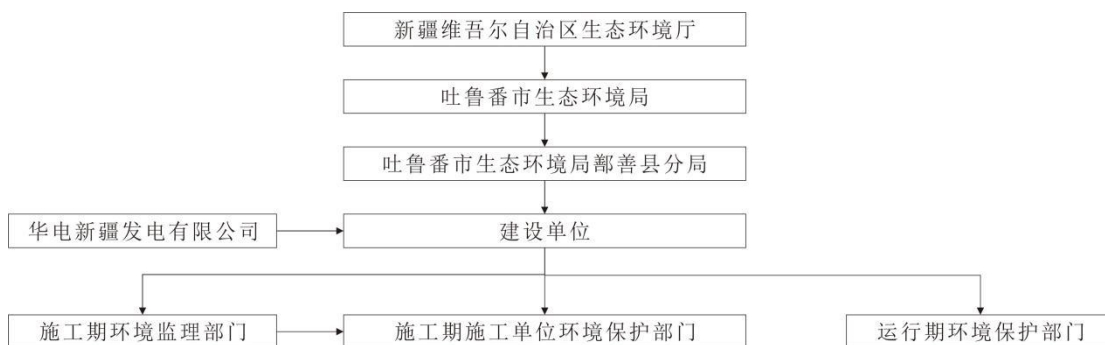 新疆维吾尔自治区生态环境厅
吐鲁番市生态环境局
吐鲁番市生态环境局鄯善县分局
华电新疆发电有限公司
建设单位
施工期环境监理部门
施工期施工单位环境保护部门
运行期环境保护部门